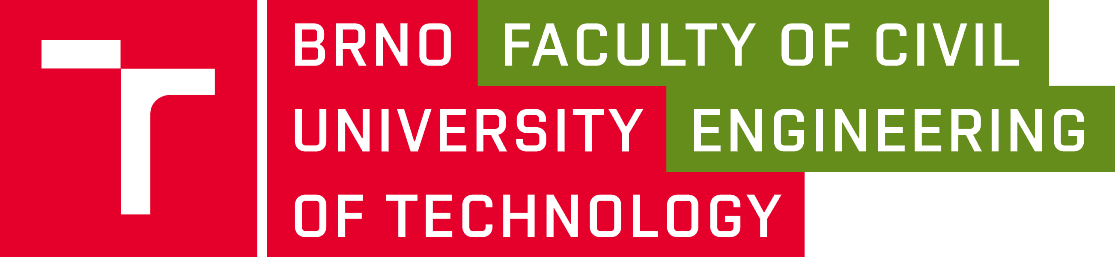 BRNO FACULTY OF CIVIL
UNIVERSITY ENGINEERING
OF TECHNOLOGY